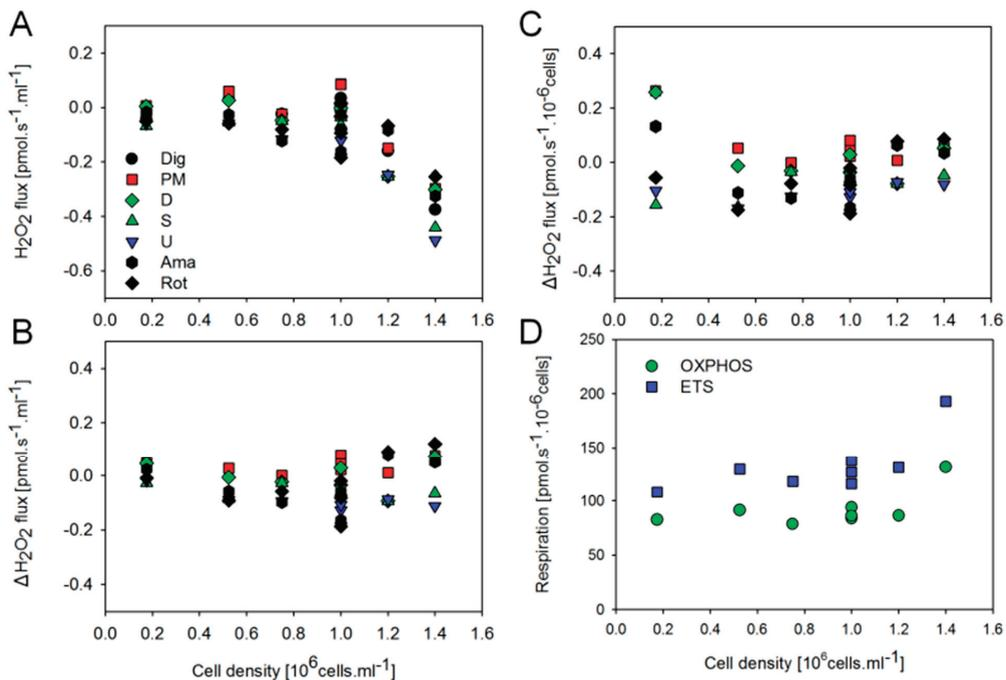 A
H2O2 flux [pmol.s-1.ml-1]
0.2
0.0
-0.2
-0.4
-0.6
Dig
PM
D
S
U
Ama
Rot
0.0 0.2 0.4 0.6 0.8 1.0 1.2 1.4 1.6
B
ΔH2O2 flux [pmol.s-1.ml-1]
0.4
0.2
0.0
-0.2
-0.4
0.0 0.2 0.4 0.6 0.8 1.0 1.2 1.4 1.6
Cell density [10^6cells.ml-1]
C
ΔH2O2 flux [pmol.s-1.10-6cells]
0.4
0.2
0.0
-0.2
-0.4
0.0 0.2 0.4 0.6 0.8 1.0 1.2 1.4 1.6
D
Respiration [pmol.s-1.10-6cells]
250
200
150
100
50
0
OXPHOS
ETS
0.0 0.2 0.4 0.6 0.8 1.0 1.2 1.4 1.6
Cell density [10^6cells.ml-1]